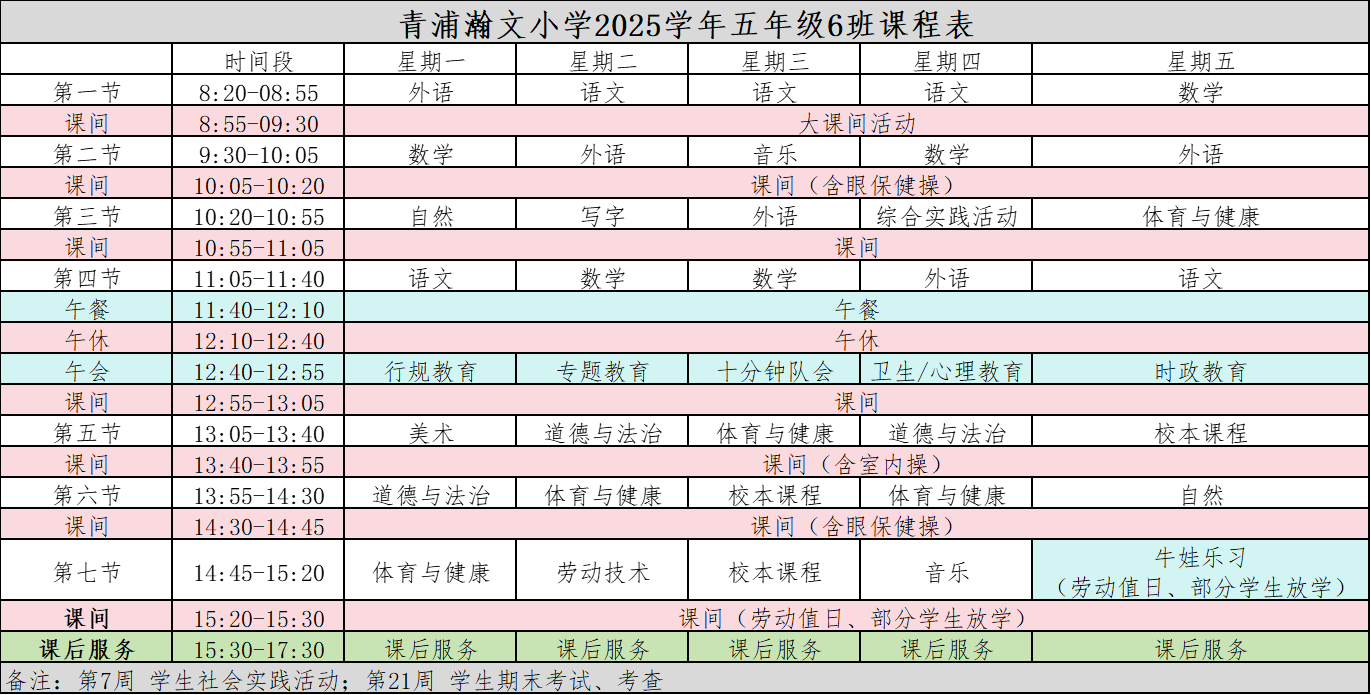 青浦瀚文小学2025学年五年级6班课程表
时间段 星期一 星期二 星期三 星期四 星期五
第一节 8:20-08:55 外语 语文 语文 语文 数学
课间 8:55-09:30 大课间活动
第二节 9:30-10:05 数学 外语 音乐 数学 外语
课间 10:05-10:20 课间（含眼保健操）
第三节 10:20-10:55 自然 写字 外语 综合实践活动 体育与健康
课间 10:55-11:05 课间
第四节 11:05-11:40 语文 数学 数学 外语 语文
午餐 11:40-12:10 午餐
午休 12:10-12:40 午休
午会 12:40-12:55 行规教育 专题教育 十分钟队会 卫生/心理教育 时政教育
课间 12:55-13:05 课间
第五节 13:05-13:40 美术 道德与法治 体育与健康 道德与法治 校本课程
课间 13:40-13:55 课间（含室内操）
第六节 13:55-14:30 道德与法治 体育与健康 校本课程 体育与健康 自然
课间 14:30-14:45 课间（含眼保健操）
第七节 14:45-15:20 体育与健康 劳动技术 校本课程 音乐 牛娃乐习
（劳动值日、部分学生放学）
课间 15:20-15:30 课间（劳动值日、部分学生放学）
课后服务 15:30-17:30 课后服务 课后服务 课后服务 课后服务 课后服务
备注：第7周 学生社会实践活动；第21周 学生期末考试、考查